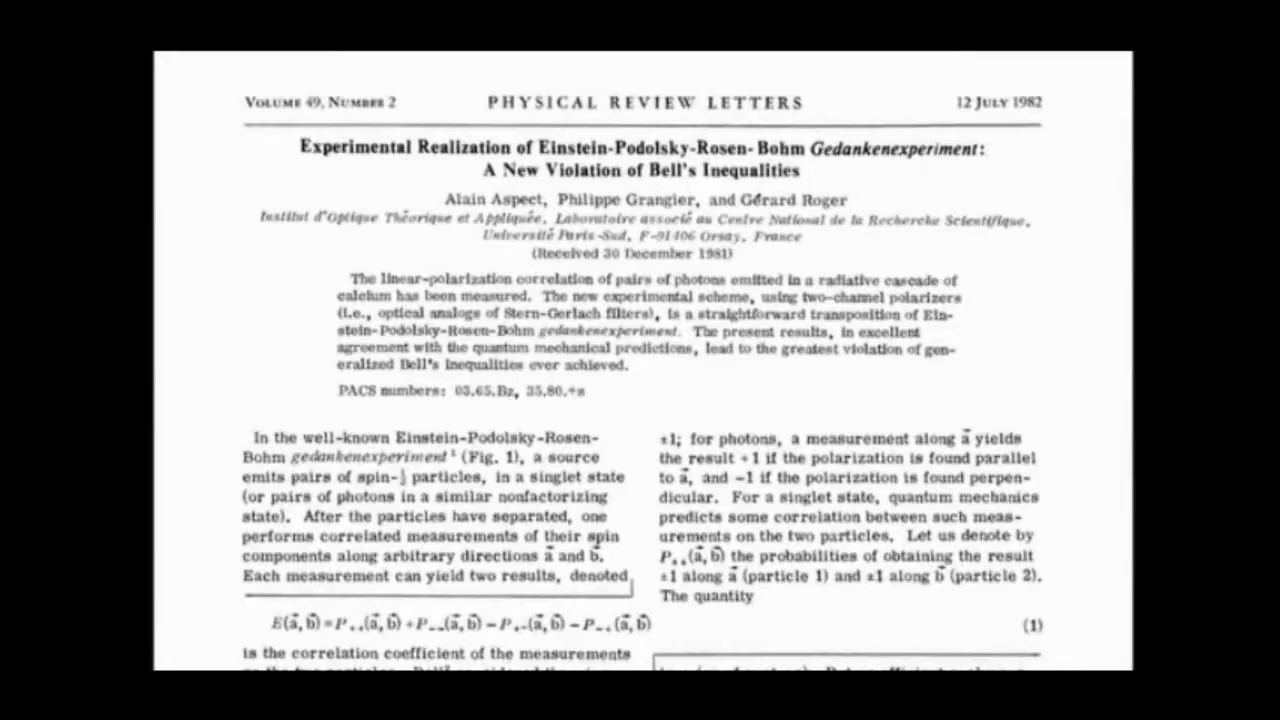 VOLUME 49, NUMBER 2 PHYSICAL REVIEW LETTERS 12 JULY 1982
Experimental Realization of Einstein-Podolsky-Rosen-Bohm Gedankenexperiment:
A New Violation of Bell's Inequalities
Alain Aspect, Philippe Grangier, and Gérard Roger
Institut d'Optique Théorique et Appliquée, Laboratoire associé au Centre National de la Recherche Scientifique,
Université Paris-Sud, F-91406 Orsay, France
(Received 30 December 1981)
The linear-polarization correlation of pairs of photons emitted in a radiative cascade of
calcium has been measured. The new experimental scheme, using two-channel polarizers
(i.e., optical analogs of Stern-Gerlach filters), is a straightforward transposition of Ein-
stein-Podolsky-Rosen-Bohm gedankenexperiment. The present results, in excellent
agreement with the quantum mechanical predictions, lead to the greatest violation of gen-
eralized Bell's inequalities ever achieved.
PACS numbers: 03.65.Bz, 35.80.+s
In the well-known Einstein-Podolsky-Rosen-
Bohm gedankenexperiment¹ (Fig. 1), a source
emits pairs of spin-½ particles, in a singlet state
(or pairs of photons in a similar nonfactorizing
state). After the particles have separated, one
performs correlated measurements of their spin
components along arbitrary directions a⃗ and b⃗.
Each measurement can yield two results, denoted
±1; for photons, a measurement along a⃗ yields
the result +1 if the polarization is found parallel
to a⃗, and −1 if the polarization is found perpen-
dicular. For a singlet state, quantum mechanics
predicts some correlation between such meas-
urements on the two particles. Let us denote by
P±±(a⃗, b⃗) the probabilities of obtaining the result
±1 along a⃗ (particle 1) and ±1 along b⃗ (particle 2).
The quantity
E(a⃗, b⃗) = P++(a⃗, b⃗) + P−−(a⃗, b⃗) − P+−(a⃗, b⃗) − P−+(a⃗, b⃗) (1)
is the correlation coefficient of the measurements